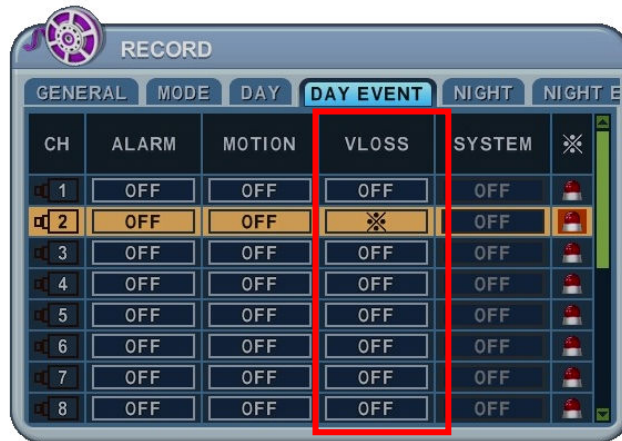 RECORD
GENERAL MODE DAY DAY EVENT NIGHT NIGHT E
CH ALARM MOTION VLOSS SYSTEM ※
1 OFF OFF OFF OFF
2 OFF OFF ※ OFF
3 OFF OFF OFF OFF
4 OFF OFF OFF OFF
5 OFF OFF OFF OFF
6 OFF OFF OFF OFF
7 OFF OFF OFF OFF
8 OFF OFF OFF OFF